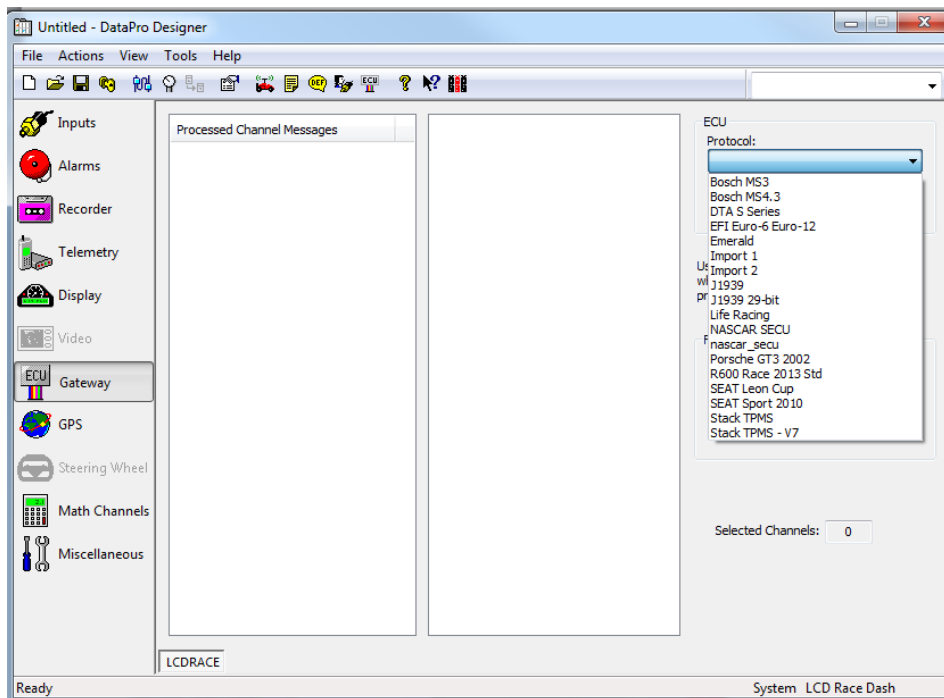 Untitled - DataPro Designer
File Actions View Tools Help
DEF
ECU
Inputs
Alarms
Recorder
Telemetry
Display
Video
ECU
Gateway
GPS
Steering Wheel
Math Channels
Miscellaneous
Processed Channel Messages
LCDRACE
ECU
Protocol:
Bosch MS3
Bosch MS4.3
DTA S Series
EFI Euro-6 Euro-12
Emerald
Import 1
Import 2
J1939
J1939 29-bit
Life Racing
NASCAR SECU
nascar_secu
Porsche GT3 2002
R600 Race 2013 Std
SEAT Leon Cup
SEAT Sport 2010
Stack TPMS
Stack TPMS - V7
Selected Channels: 0
Ready
System LCD Race Dash